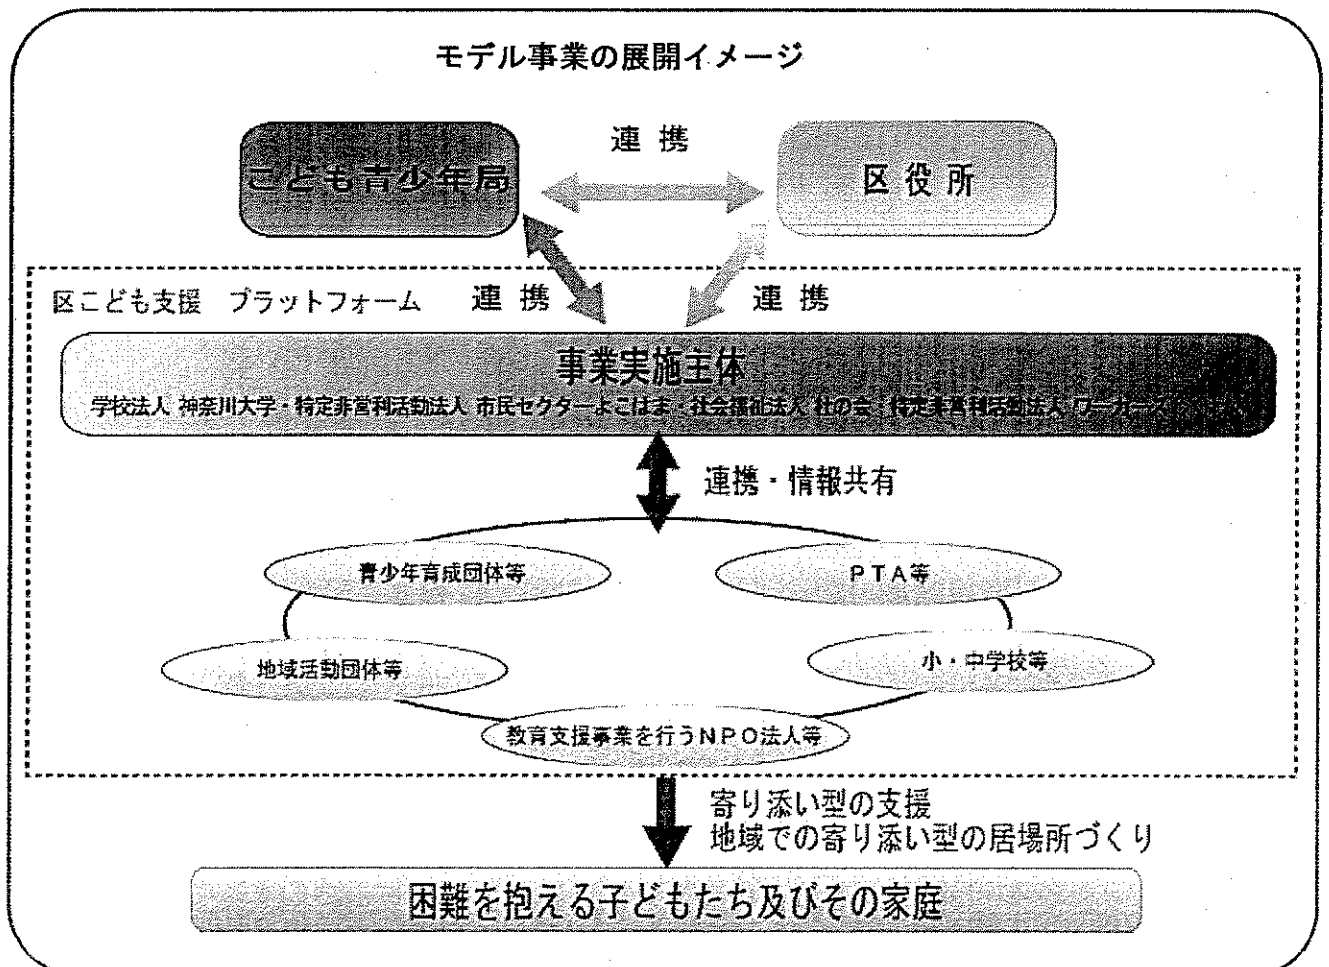 モデル事業の展開イメージ
こども青少年局
連 携
区 役 所
区こども支援 プラットフォーム
連 携
連 携
事業実施主体
学校法人 神奈川大学・特定非営利活動法人 市民セクターよこはま・社会福祉法人 杜の会・特定非営利活動法人 ワーカーズ
連携・情報共有
青少年育成団体等
PTA等
地域活動団体等
小・中学校等
教育支援事業を行うNPO法人等
寄り添い型の支援
地域での寄り添い型の居場所づくり
困難を抱える子どもたち及びその家庭